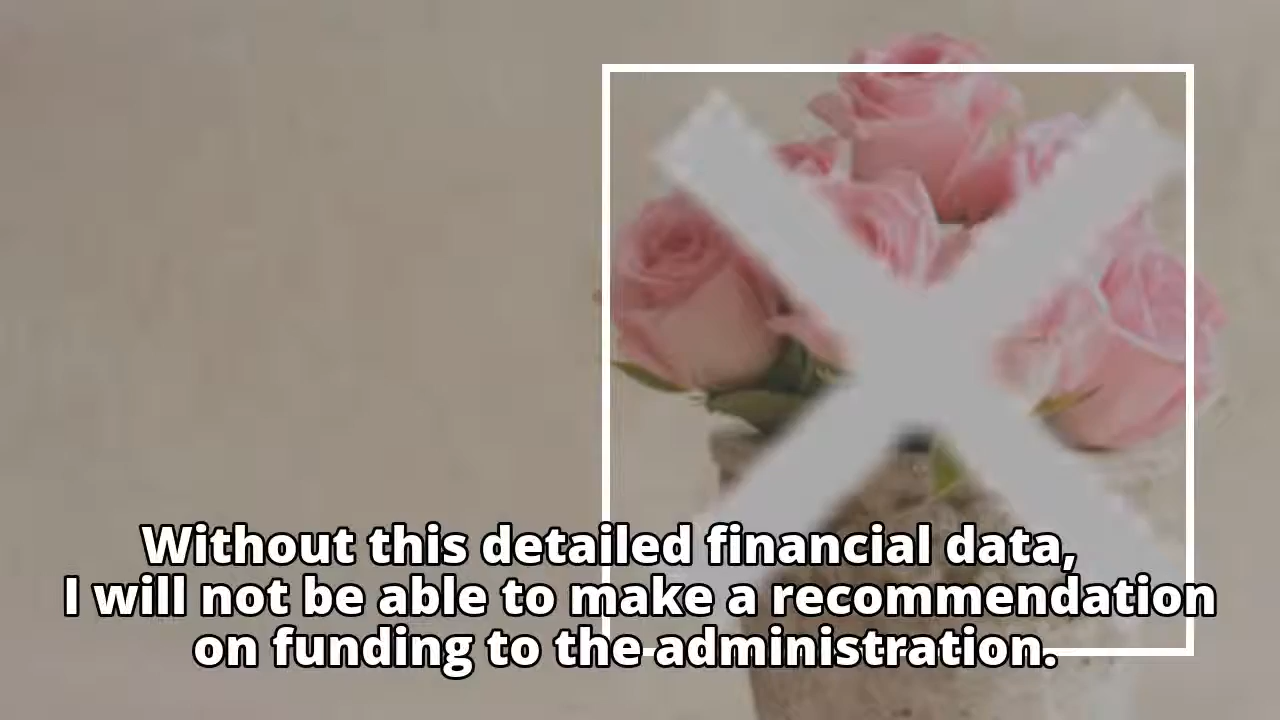 Without this detailed financial data,
I will not be able to make a recommendation
on funding to the administration.